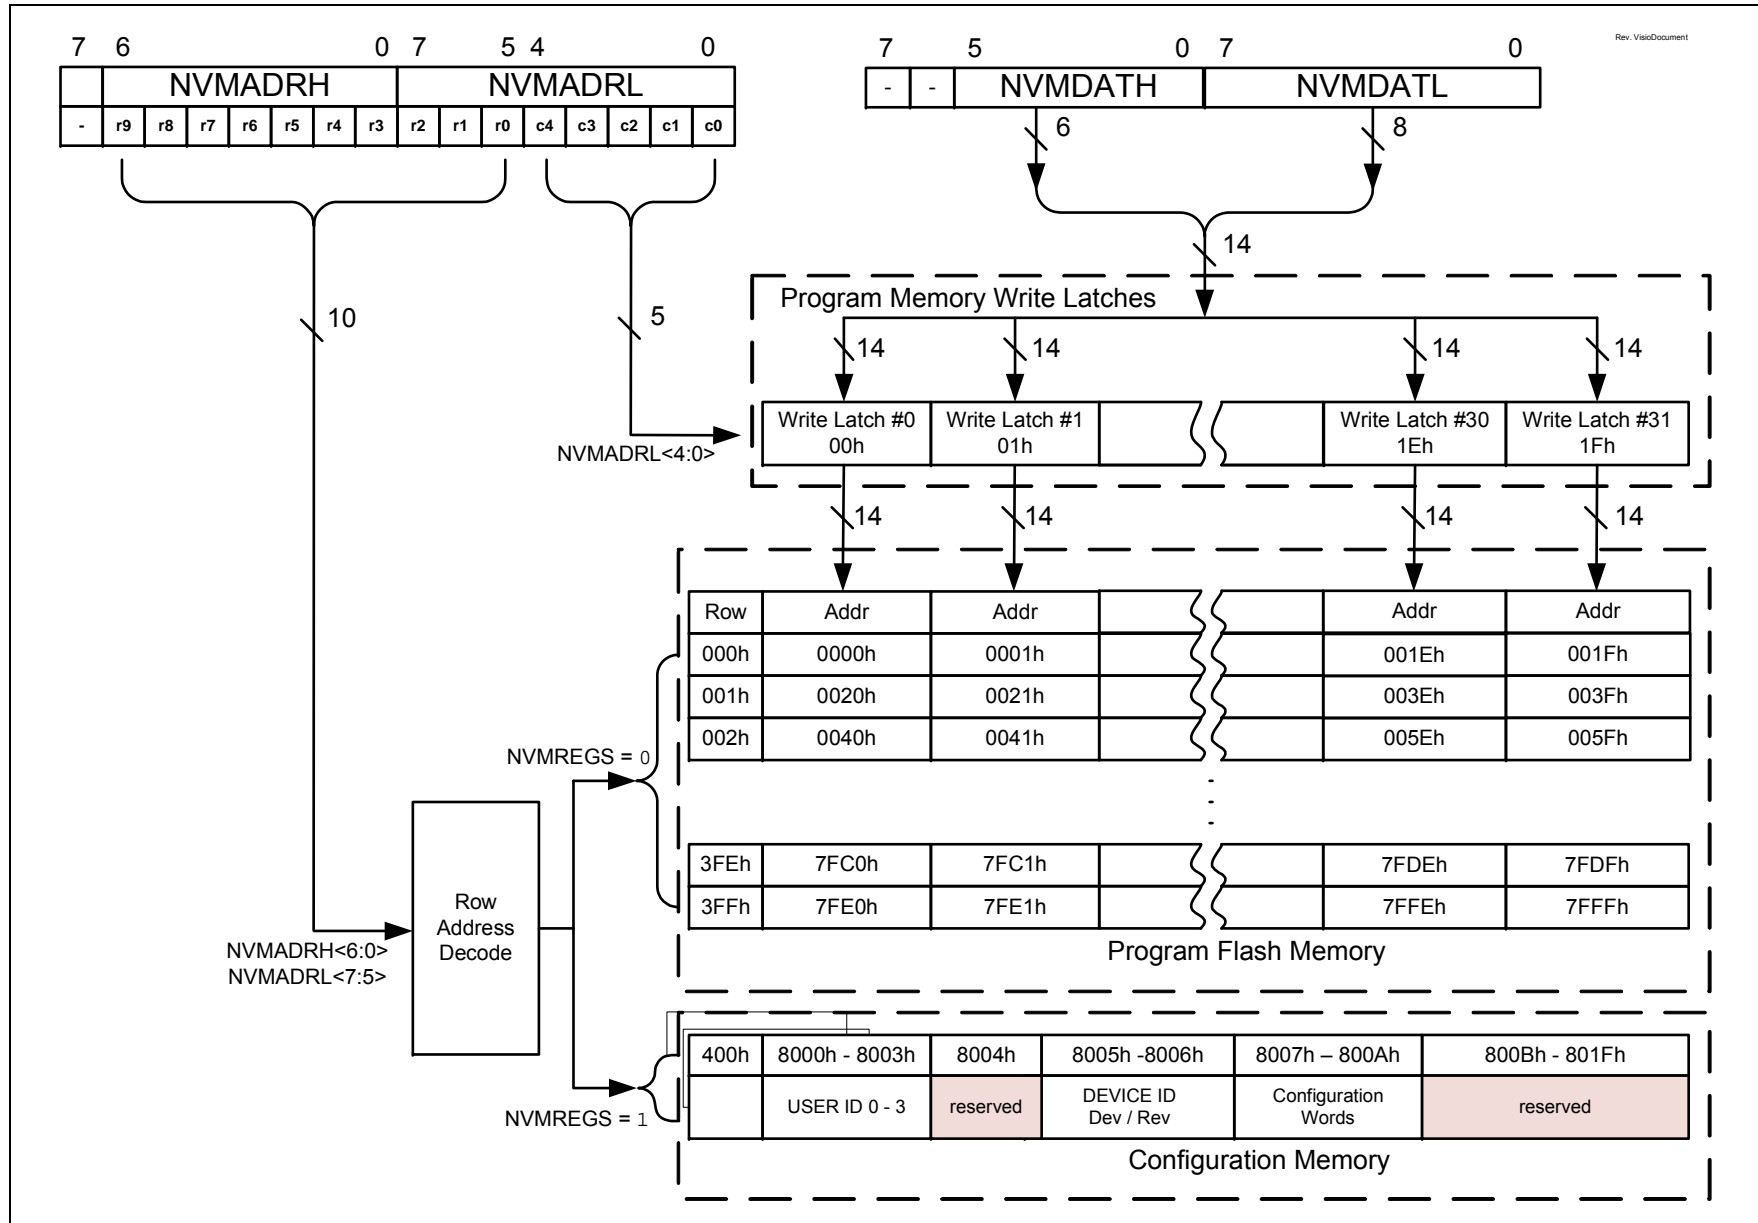 Rev. VisioDocument
7 6 0 7 5 4 0
7 5 0 7 0
NVMADRH NVMADRL
- r9 r8 r7 r6 r5 r4 r3 r2 r1 r0 c4 c3 c2 c1 c0
- - NVMDATH NVMDATL
6 8
14
10
5
Program Memory Write Latches
14 14 14 14
Write Latch #0 Write Latch #1 Write Latch #30 Write Latch #31
00h 01h 1Eh 1Fh
NVMADRL<4:0>
14 14 14 14
Row Addr Addr Addr Addr
000h 0000h 0001h 001Eh 001Fh
001h 0020h 0021h 003Eh 003Fh
002h 0040h 0041h 005Eh 005Fh
NVMREGS = 0
3FEh 7FC0h 7FC1h 7FDEh 7FDFh
3FFh 7FE0h 7FE1h 7FFEh 7FFFh
Program Flash Memory
Row
Address
Decode
NVMADRH<6:0>
NVMADRL<7:5>
400h 8000h - 8003h 8004h 8005h -8006h 8007h – 800Ah 800Bh - 801Fh
USER ID 0 - 3 reserved DEVICE ID Configuration reserved
Dev / Rev Words
NVMREGS = 1
Configuration Memory